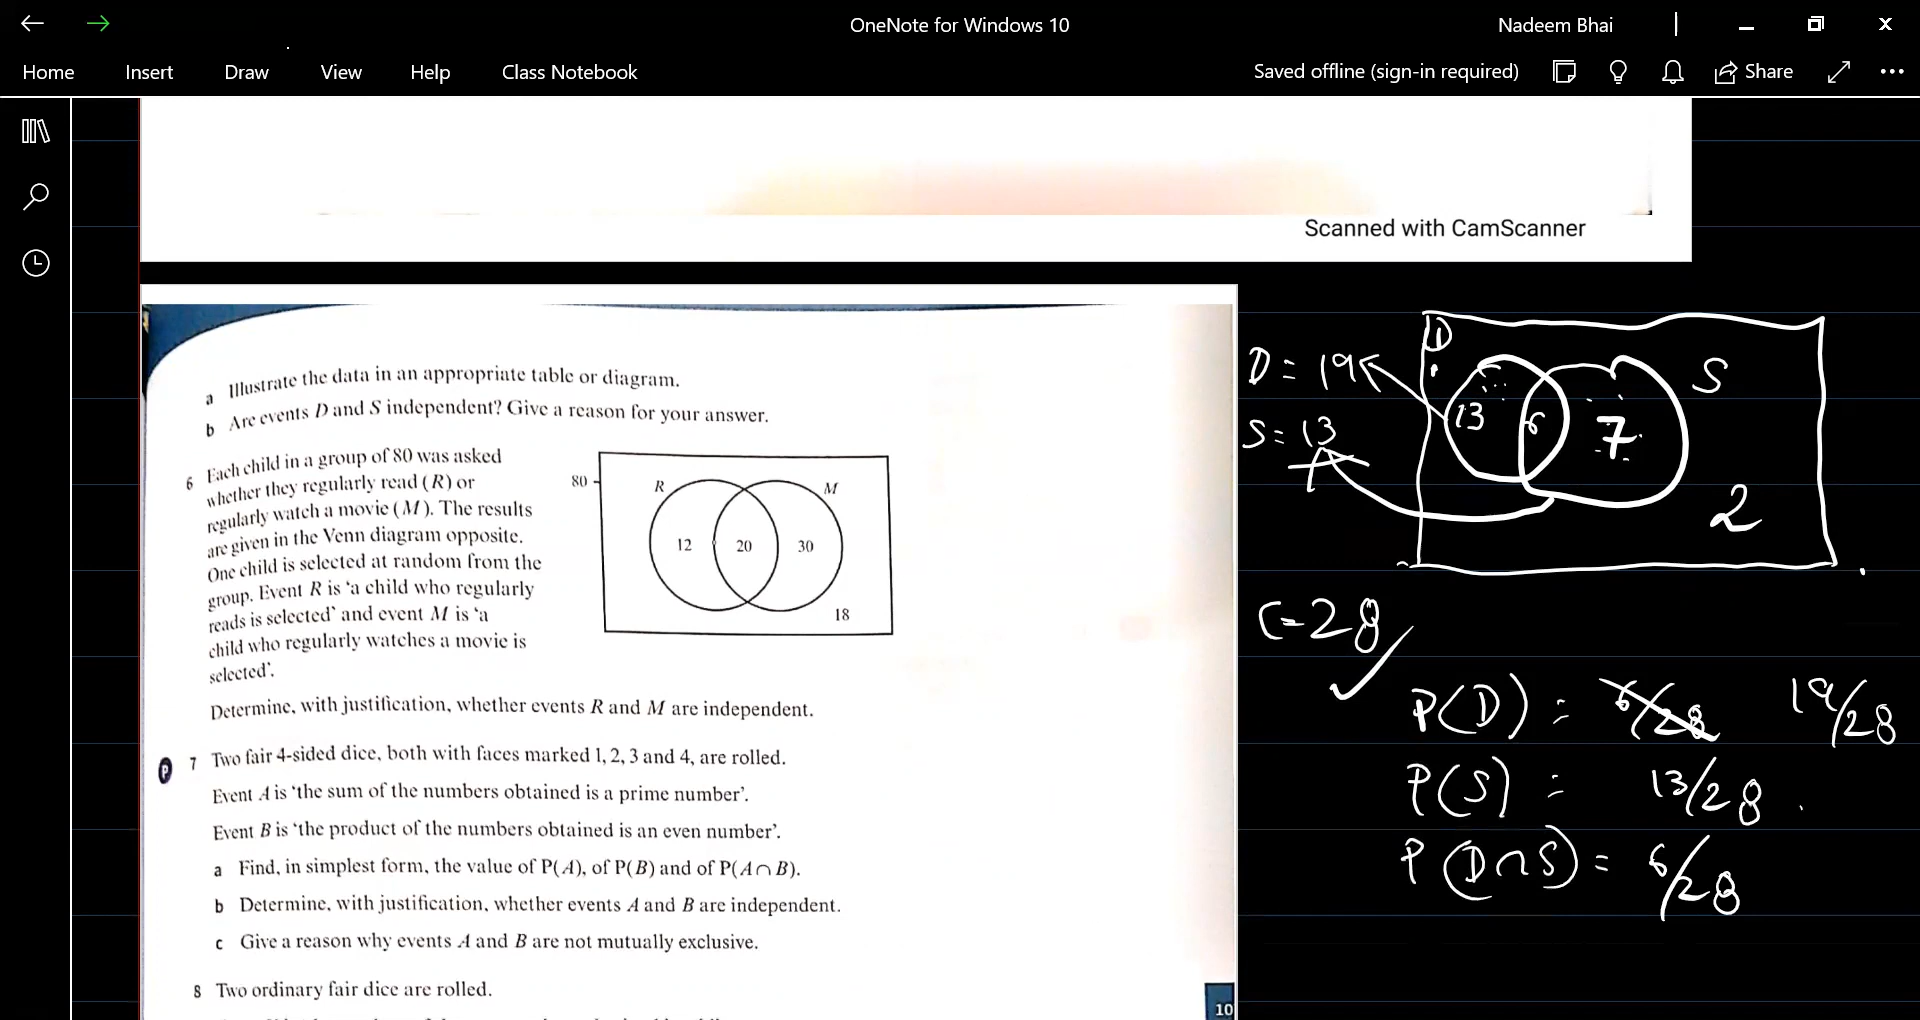 OneNote for Windows 10
Nadeem Bhai
Home Insert Draw View Help Class Notebook
Saved offline (sign-in required)
Share
Scanned with CamScanner
a Illustrate the data in an appropriate table or diagram.
b Are events D and S independent? Give a reason for your answer.
6 Each child in a group of 80 was asked
whether they regularly read (R) or
regularly watch a movie (M). The results
are given in the Venn diagram opposite.
One child is selected at random from the
group. Event R is ‘a child who regularly
reads is selected’ and event M is ‘a
child who regularly watches a movie is
selected’.
80
R M
12 20 30
18
Determine, with justification, whether events R and M are independent.
P 7 Two fair 4-sided dice, both with faces marked 1, 2, 3 and 4, are rolled.
Event A is ‘the sum of the numbers obtained is a prime number’.
Event B is ‘the product of the numbers obtained is an even number’.
a Find, in simplest form, the value of P(A), of P(B) and of P(A∩B).
b Determine, with justification, whether events A and B are independent.
c Give a reason why events A and B are not mutually exclusive.
8 Two ordinary fair dice are rolled.
10
D = 19
S = 13
D S
13 6 7
2
28
P(D) = 6/28 19/28
P(S) = 13/28
P(D∩S) = 6/28